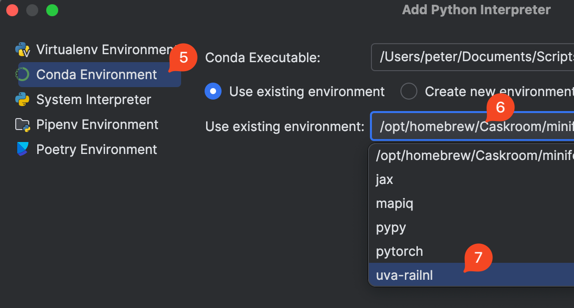 Add Python Interpreter
Virtualenv Environment
5
Conda Environment
System Interpreter
Pipenv Environment
Poetry Environment
Conda Executable:
/Users/peter/Documents/Script
Use existing environment
Create new environment
6
Use existing environment:
/opt/homebrew/Caskroom/minif
/opt/homebrew/Caskroom/minifo
jax
mapiq
pypy
pytorch
7
uva-railnl